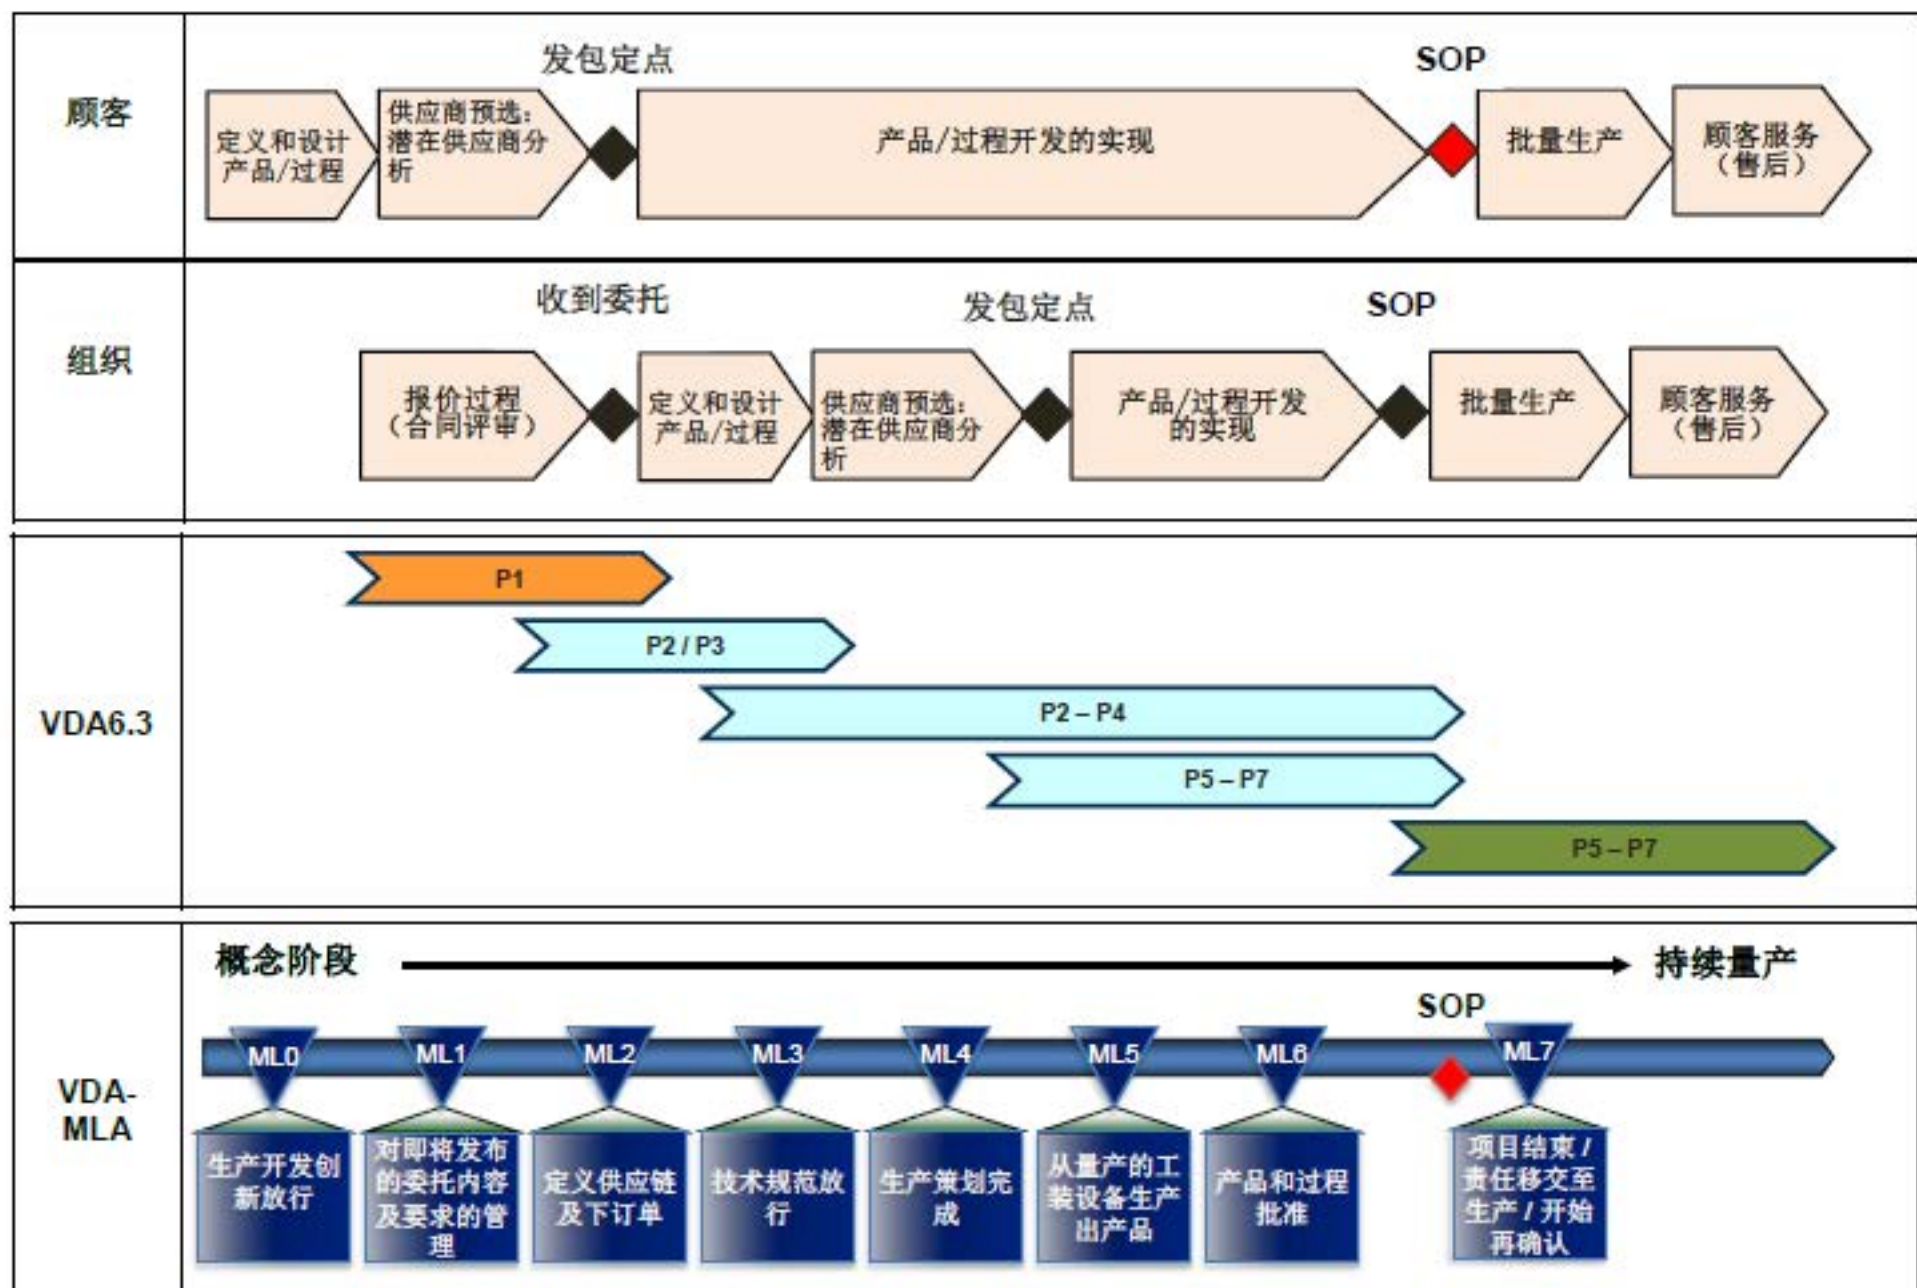 顾客
发包定点
SOP
定义和设计
产品/过程
供应商预选：
潜在供应商分
析
产品/过程开发的实现
批量生产
顾客服务
（售后）
组织
收到委托
发包定点
SOP
报价过程
（合同评审）
定义和设计
产品/过程
供应商预选：
潜在供应商分
析
产品/过程开发
的实现
批量生产
顾客服务
（售后）
VDA6.3
P1
P2 / P3
P2 – P4
P5 – P7
P5 – P7
VDA-
MLA
概念阶段
持续量产
SOP
ML0
ML1
ML2
ML3
ML4
ML5
ML6
ML7
生产开发创
新放行
对即将发布
的委托内容
及要求的管
理
定义供应链
及下订单
技术规范放
行
生产策划完
成
从量产的工
装设备生产
出产品
产品和过程
批准
项目结束 /
责任移交至
生产 / 开始
再确认